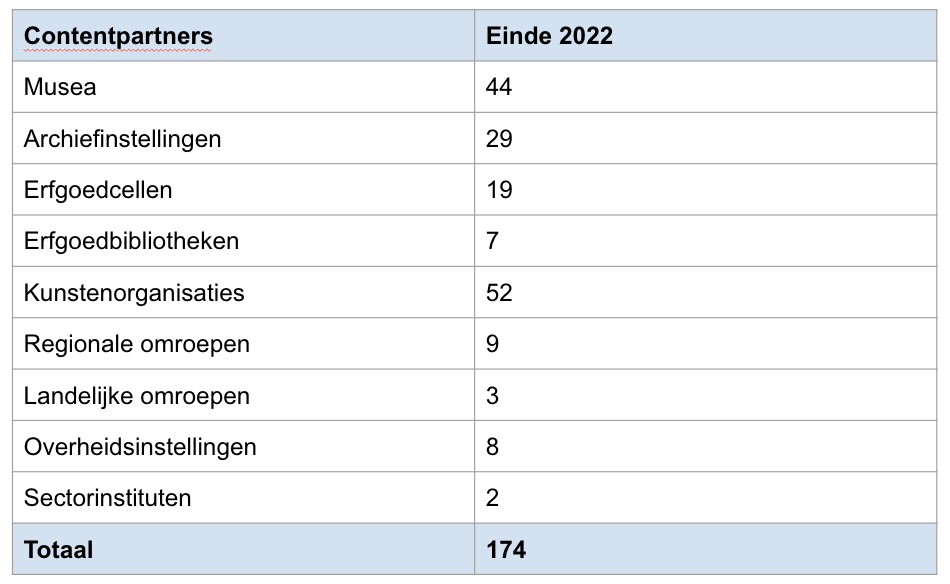 Contentpartners Einde 2022
Musea 44
Archiefinstellingen 29
Erfgoedcellen 19
Erfgoedbibliotheken 7
Kunstenorganisaties 52
Regionale omroepen 9
Landelijke omroepen 3
Overheidsinstellingen 8
Sectorinstituten 2
Totaal 174